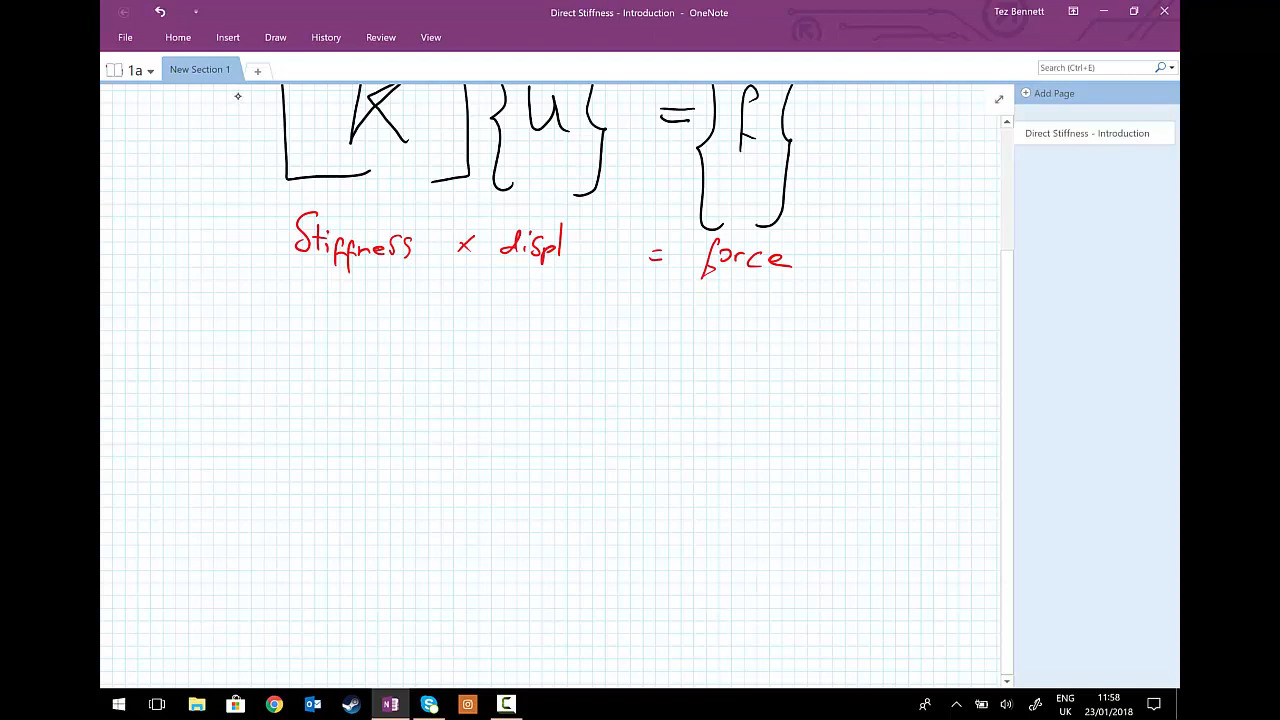 Direct Stiffness - Introduction - OneNote
Tez Bennett
File Home Insert Draw History Review View
1a New Section 1
Search (Ctrl+E)
Add Page
Direct Stiffness - Introduction
[K] {u} = {f}
Stiffness × displ = force
ENG
UK
11:58
23/01/2018